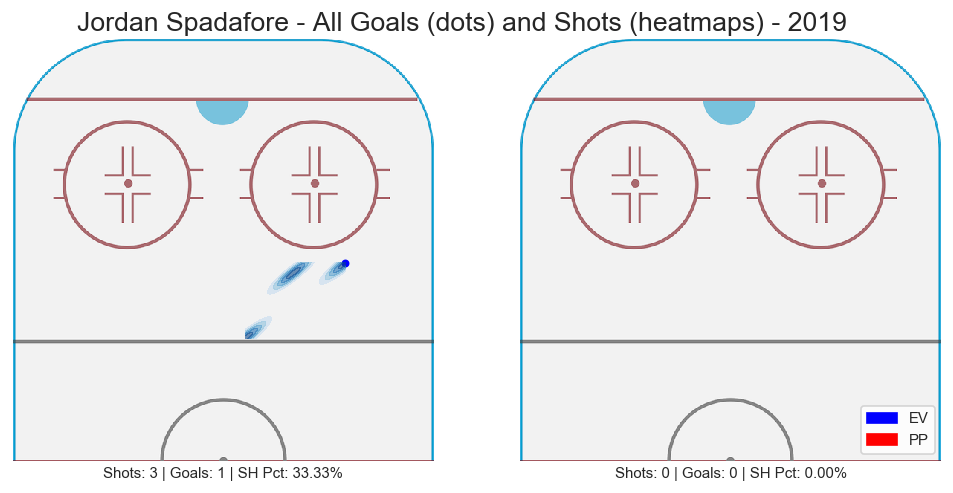 Jordan Spadafore - All Goals (dots) and Shots (heatmaps) - 2019
EV
PP
Shots: 3 | Goals: 1 | SH Pct: 33.33%
Shots: 0 | Goals: 0 | SH Pct: 0.00%